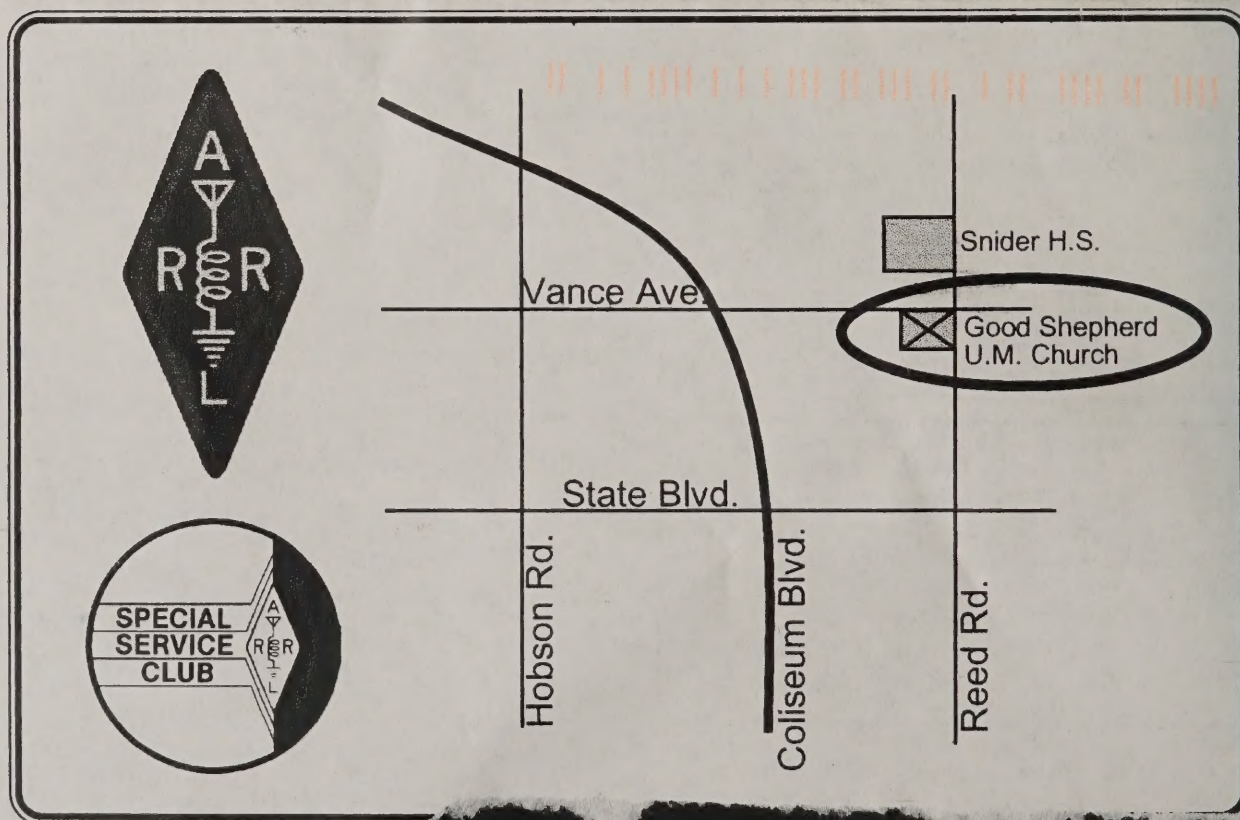 A
R R
L
SPECIAL
SERVICE
CLUB
A
R R
L
Vance Ave.
State Blvd.
Hobson Rd.
Coliseum Blvd.
Reed Rd.
Snider H.S.
Good Shepherd
U.M. Church